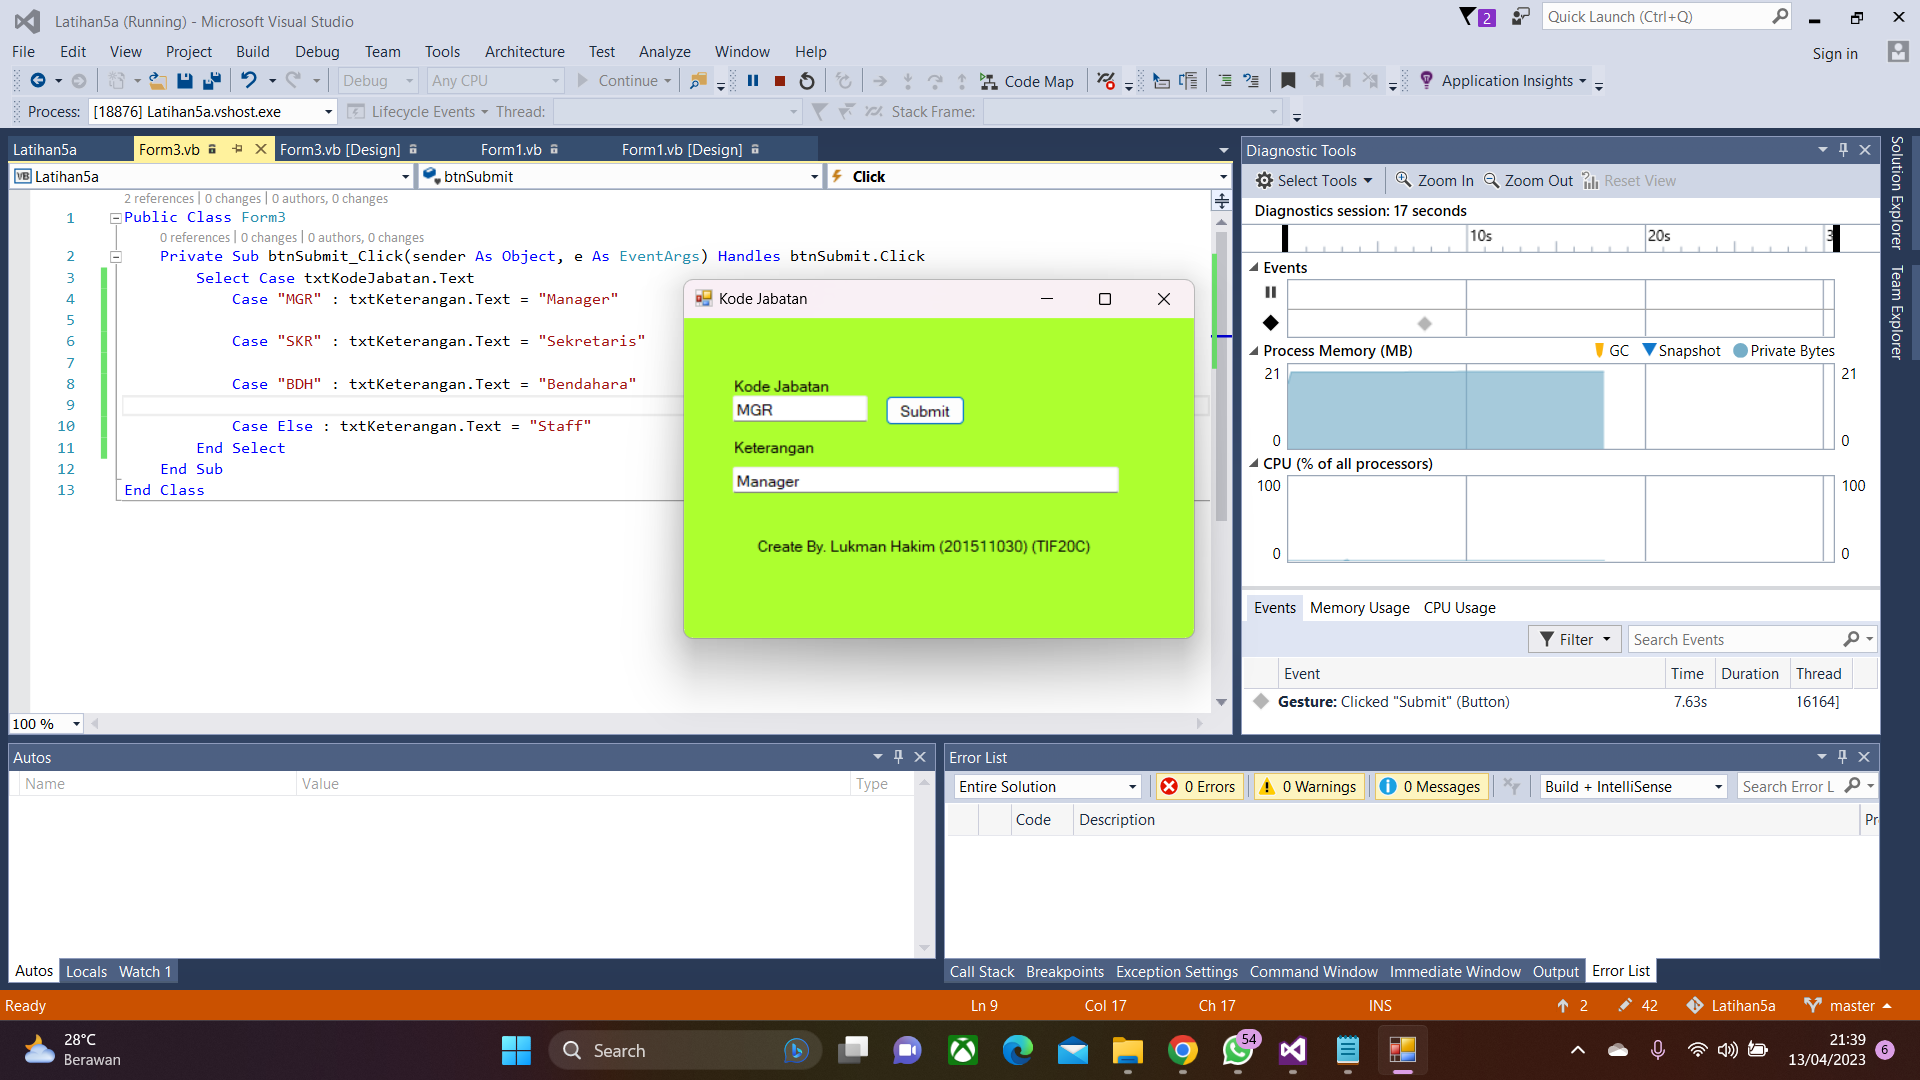 Latihan5a (Running) - Microsoft Visual Studio
2
Quick Launch (Ctrl+Q)
File Edit View Project Build Debug Team Tools Architecture Test Analyze Window Help
Sign in
Debug Any CPU Continue Code Map Application Insights
Process: [18876] Latihan5a.vshost.exe Lifecycle Events Thread: Stack Frame:
Latihan5a Form3.vb Form3.vb [Design] Form1.vb Form1.vb [Design]
VB Latihan5a btnSubmit Click
2 references | 0 changes | 0 authors, 0 changes
1 Public Class Form3
0 references | 0 changes | 0 authors, 0 changes
2 Private Sub btnSubmit_Click(sender As Object, e As EventArgs) Handles btnSubmit.Click
3 Select Case txtKodeJabatan.Text
4 Case "MGR" : txtKeterangan.Text = "Manager"
5
6 Case "SKR" : txtKeterangan.Text = "Sekretaris"
7
8 Case "BDH" : txtKeterangan.Text = "Bendahara"
9
10 Case Else : txtKeterangan.Text = "Staff"
11 End Select
12 End Sub
13 End Class
100 %
Kode Jabatan
Kode Jabatan
MGR Submit
Keterangan
Manager
Create By. Lukman Hakim (201511030) (TIF20C)
Diagnostic Tools
Select Tools Zoom In Zoom Out Reset View
Diagnostics session: 17 seconds
10s 20s 3
Events
Process Memory (MB) GC Snapshot Private Bytes
21 21
0 0
CPU (% of all processors)
100 100
0 0
Events Memory Usage CPU Usage
Filter Search Events
Event Time Duration Thread
Gesture: Clicked "Submit" (Button) 7.63s 16164]
Solution Explorer
Team Explorer
Autos
Name Value Type
Autos Locals Watch 1
Error List
Entire Solution 0 Errors 0 Warnings 0 Messages Build + IntelliSense Search Error L
Code Description Pr
Call Stack Breakpoints Exception Settings Command Window Immediate Window Output Error List
Ready Ln 9 Col 17 Ch 17 INS 2 42 Latihan5a master
28°C
Berawan
Search
54
21:39
13/04/2023
6